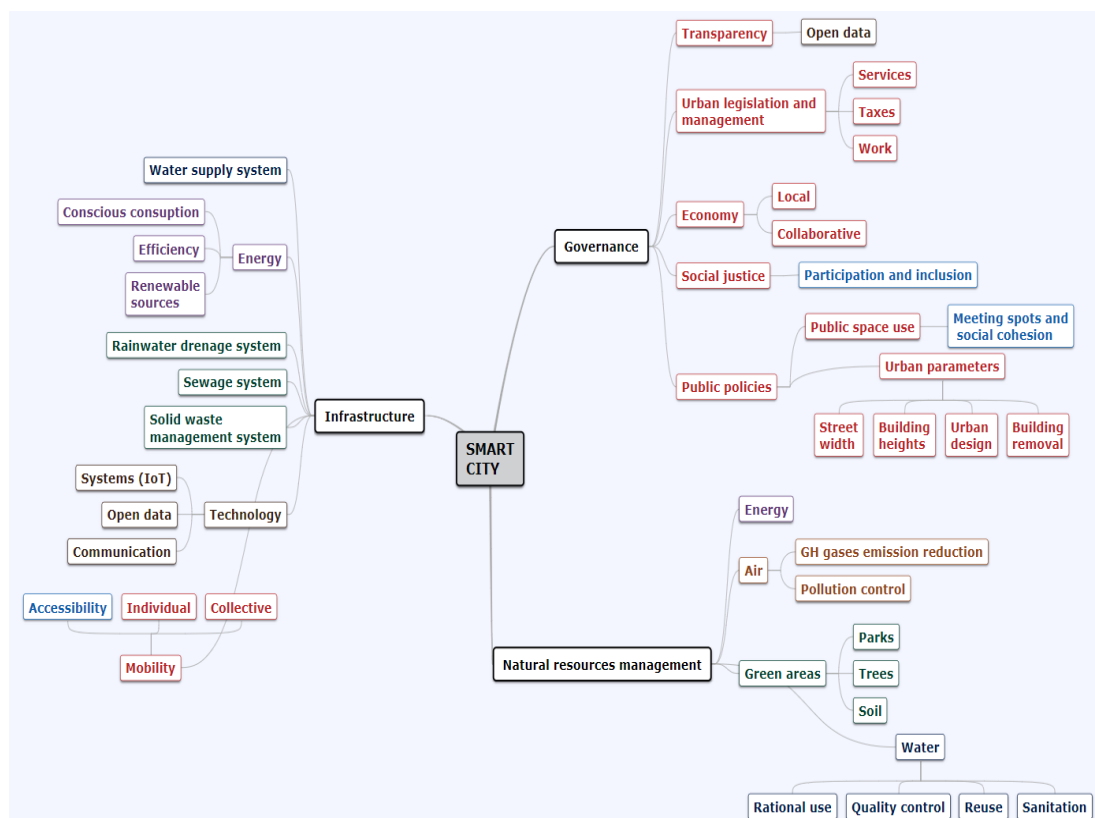 SMART
CITY
Governance
Transparency
Open data
Urban legislation and
management
Services
Taxes
Work
Economy
Local
Collaborative
Social justice
Participation and inclusion
Public policies
Public space use
Meeting spots and
social cohesion
Urban parameters
Street
width
Building
heights
Urban
design
Building
removal
Infrastructure
Water supply system
Energy
Conscious consuption
Efficiency
Renewable
sources
Rainwater drenage system
Sewage system
Solid waste
management system
Technology
Systems (IoT)
Open data
Communication
Mobility
Accessibility
Individual
Collective
Natural resources management
Energy
Air
GH gases emission reduction
Pollution control
Green areas
Parks
Trees
Soil
Water
Rational use
Quality control
Reuse
Sanitation